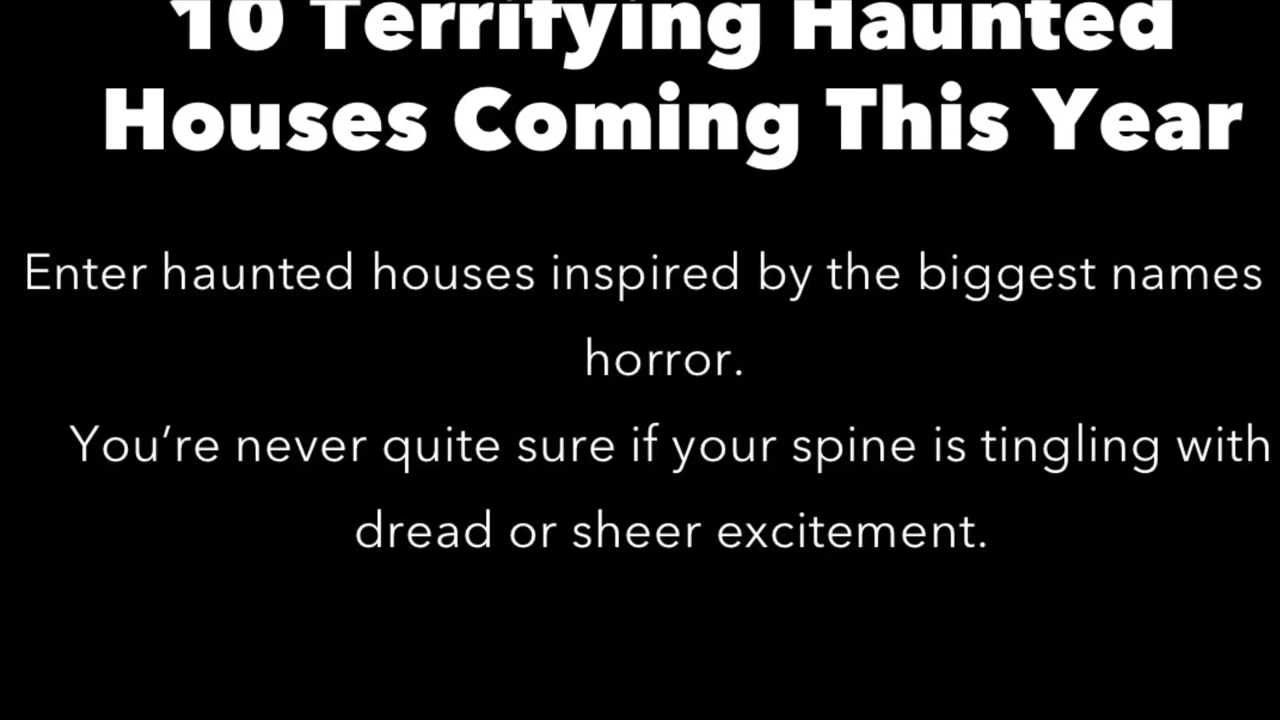 10 Terrifying Haunted
Houses Coming This Year
Enter haunted houses inspired by the biggest names
horror.
You’re never quite sure if your spine is tingling with
dread or sheer excitement.